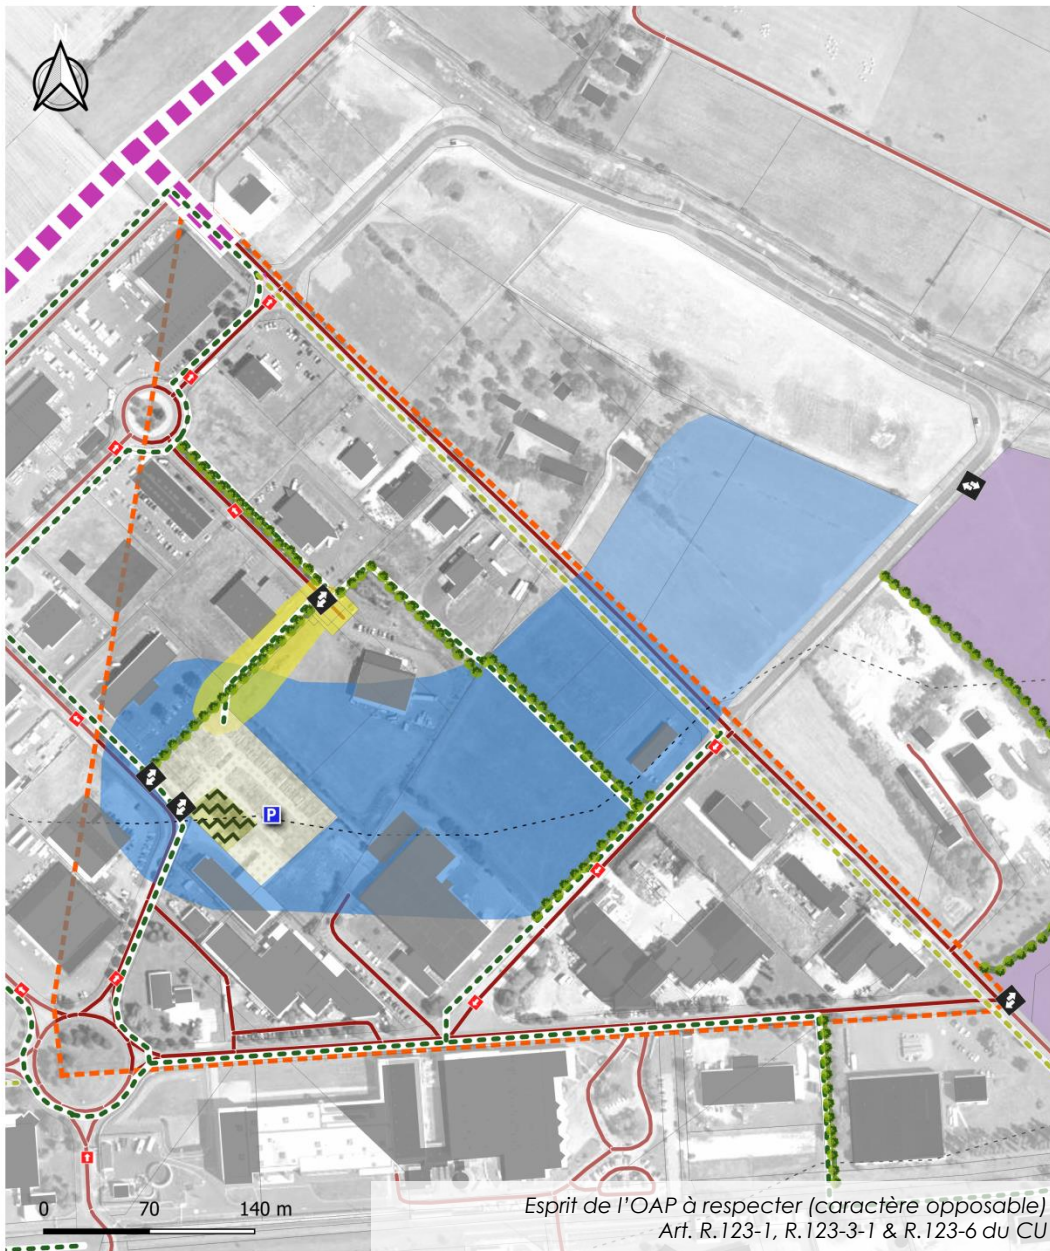 N
P
0 70 140 m
Esprit de l'OAP à respecter (caractère opposable)
Art. R.123-1, R.123-3-1 & R.123-6 du CU